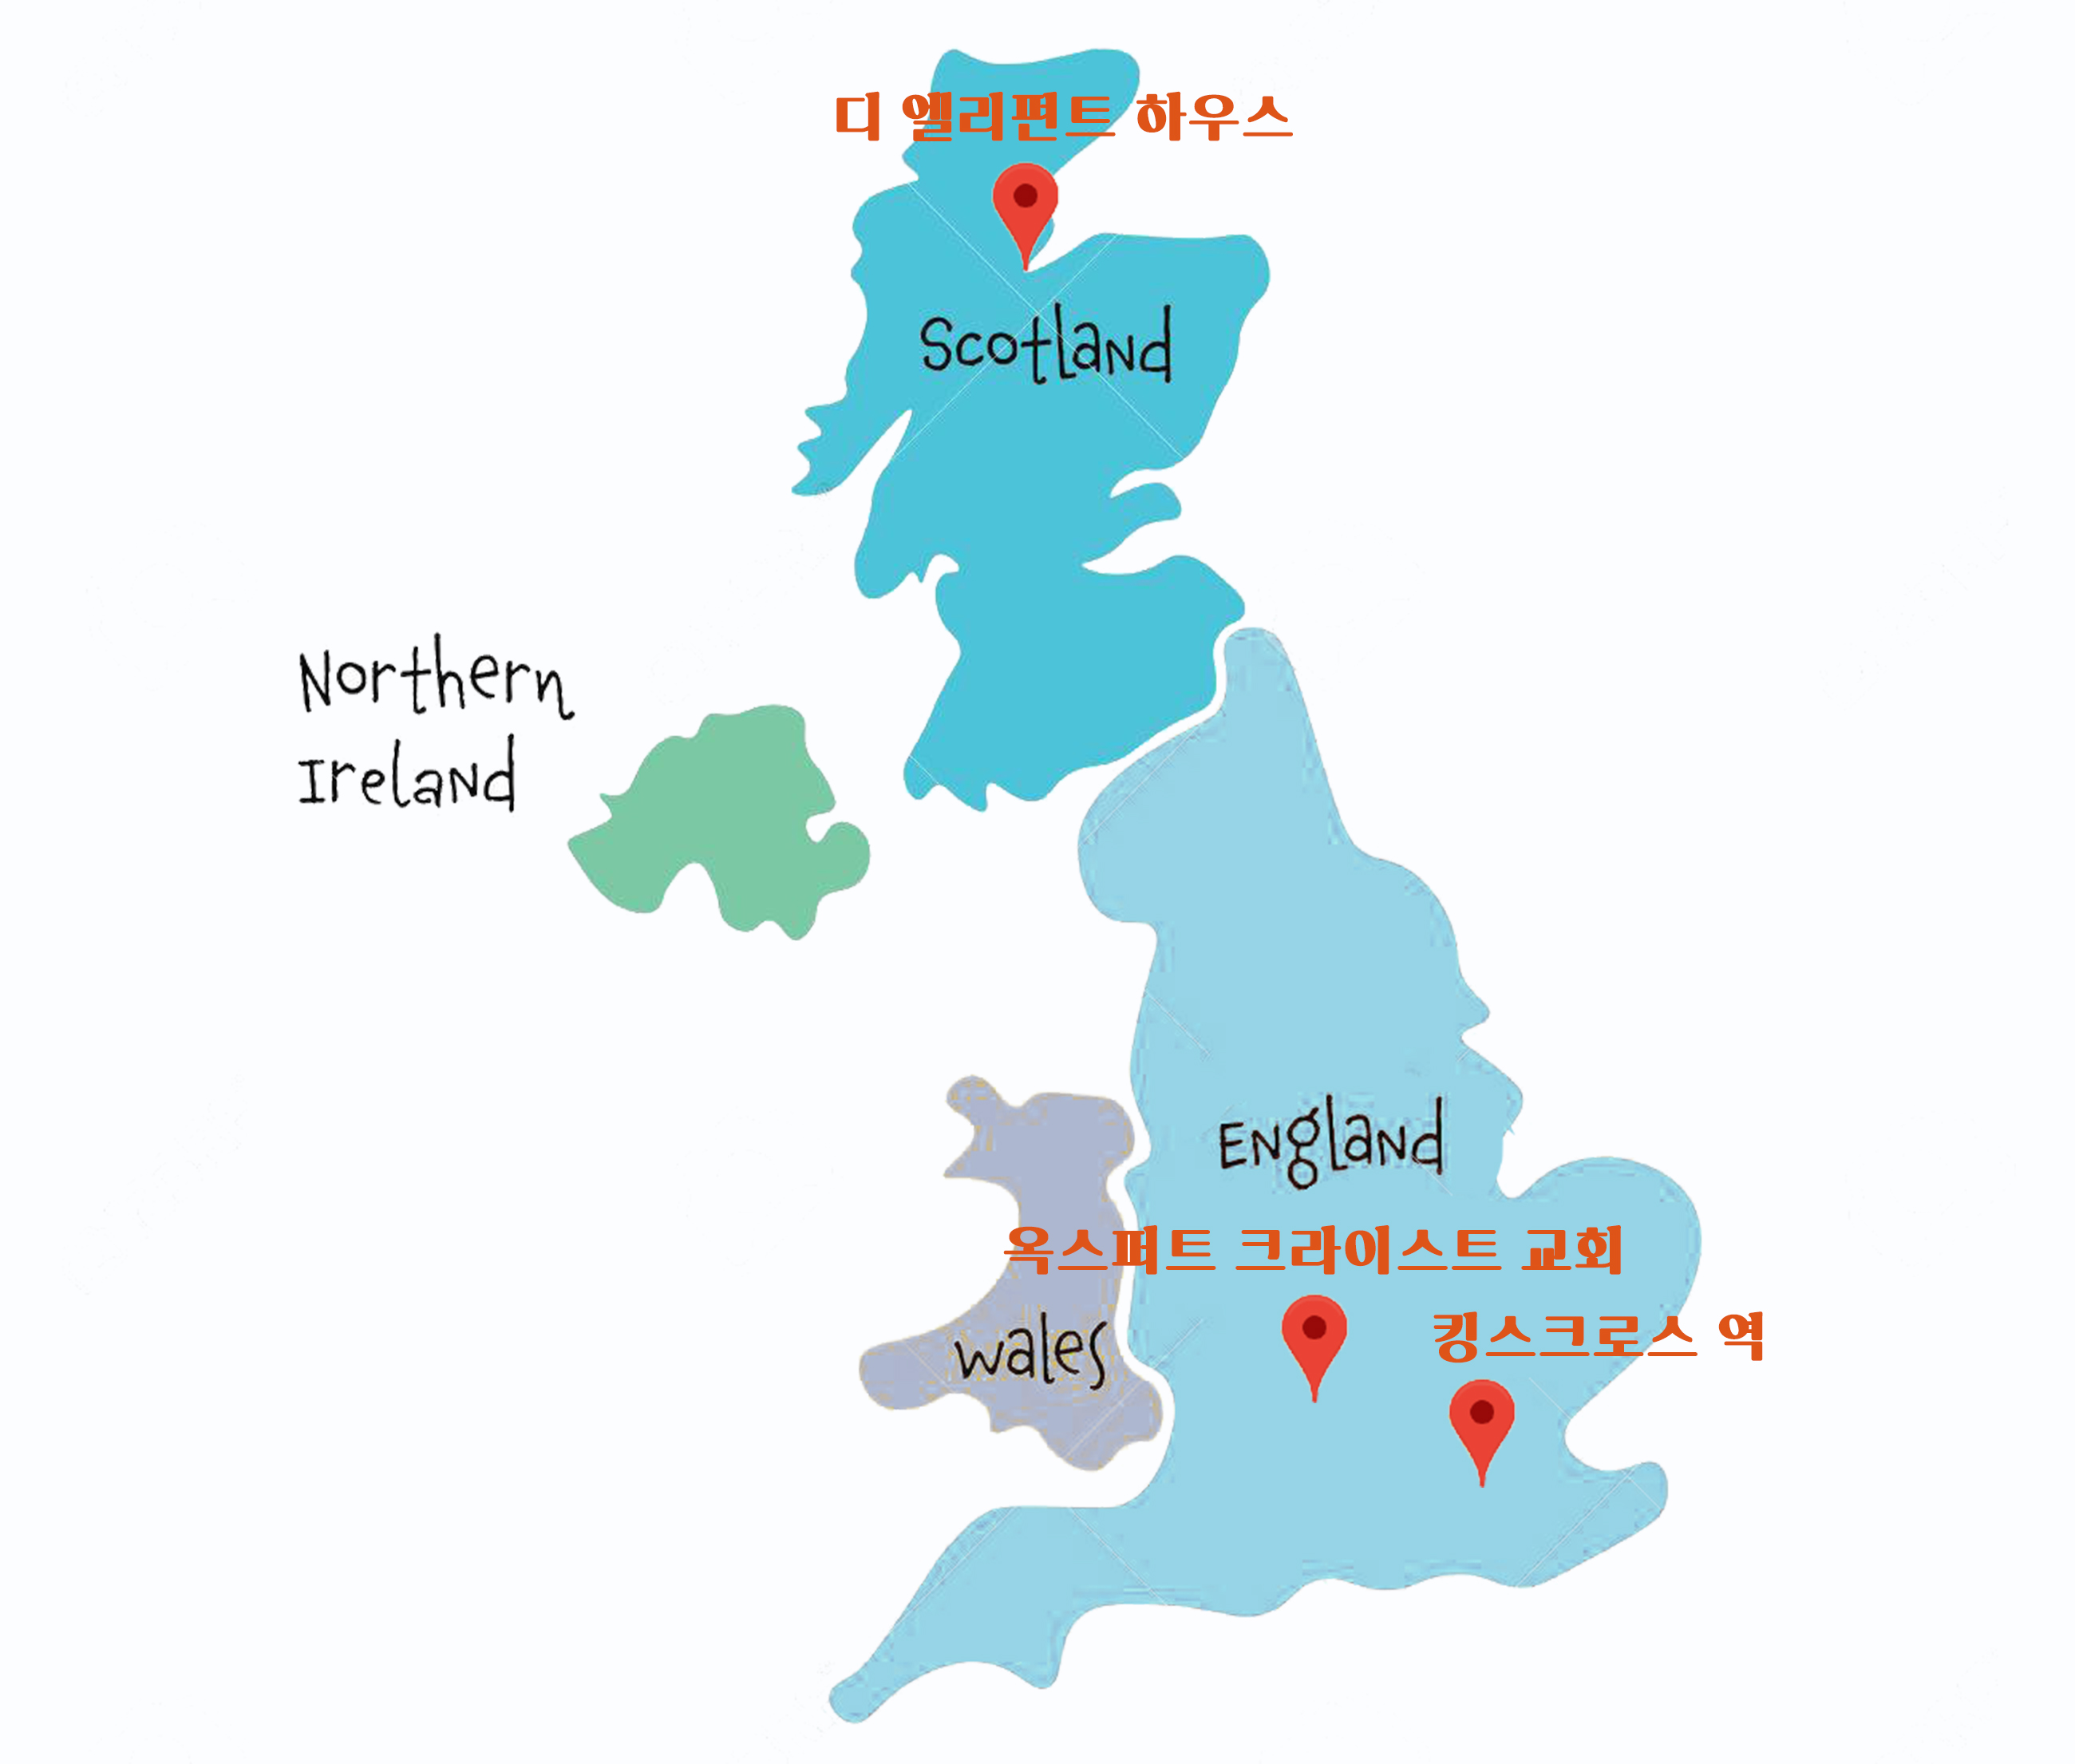 디 엘리펀트 하우스
Scotland
Northern
Ireland
England
옥스퍼트 크라이스트 교회
킹스크로스 역
Wales